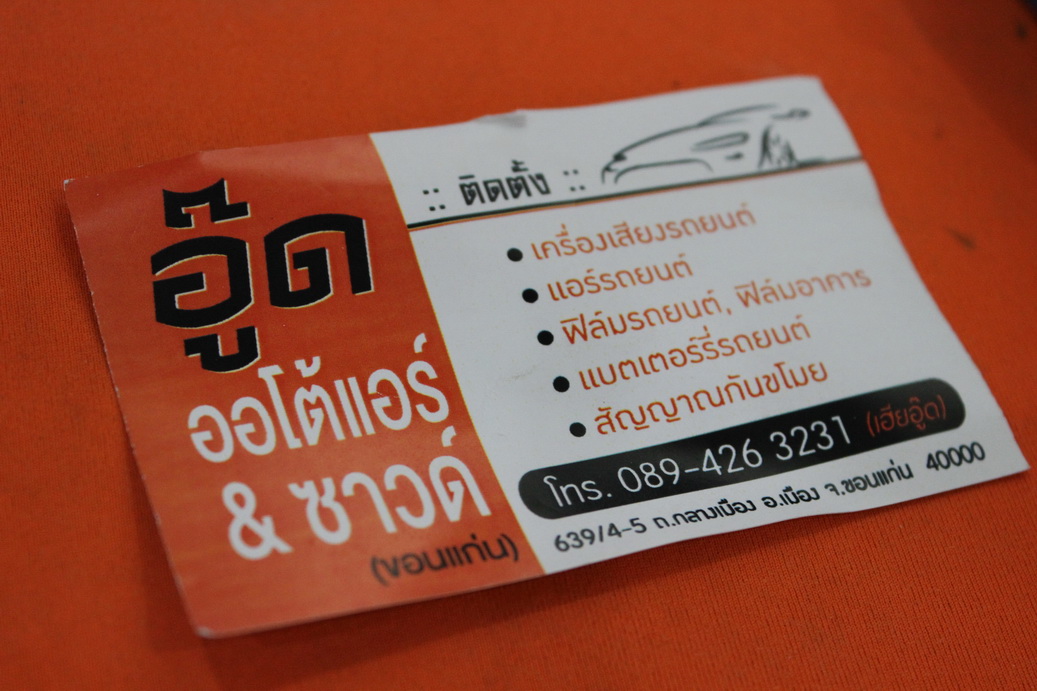 อู๊ด
ออโต้แอร์
& ซาวด์
(ขอนแก่น)
:: ติดตั้ง ::
● เครื่องเสียงรถยนต์
● แอร์รถยนต์
● ฟิล์มรถยนต์, ฟิล์มอาคาร
● แบตเตอร์รี่รถยนต์
● สัญญาณกันขโมย
โทร. 089-426 3231 (เฮียอู๊ด)
639/4-5 ถ.กลางเมือง อ.เมือง จ.ขอนแก่น 40000